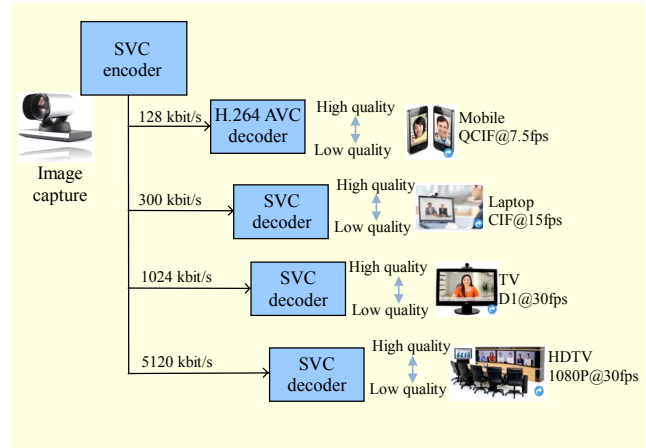 SVC
encoder
Image
capture
128 kbit/s
H.264 AVC
decoder
High quality
Low quality
Mobile
QCIF@7.5fps
300 kbit/s
SVC
decoder
High quality
Low quality
Laptop
CIF@15fps
1024 kbit/s
SVC
decoder
High quality
Low quality
TV
D1@30fps
5120 kbit/s
SVC
decoder
High quality
Low quality
HDTV
1080P@30fps